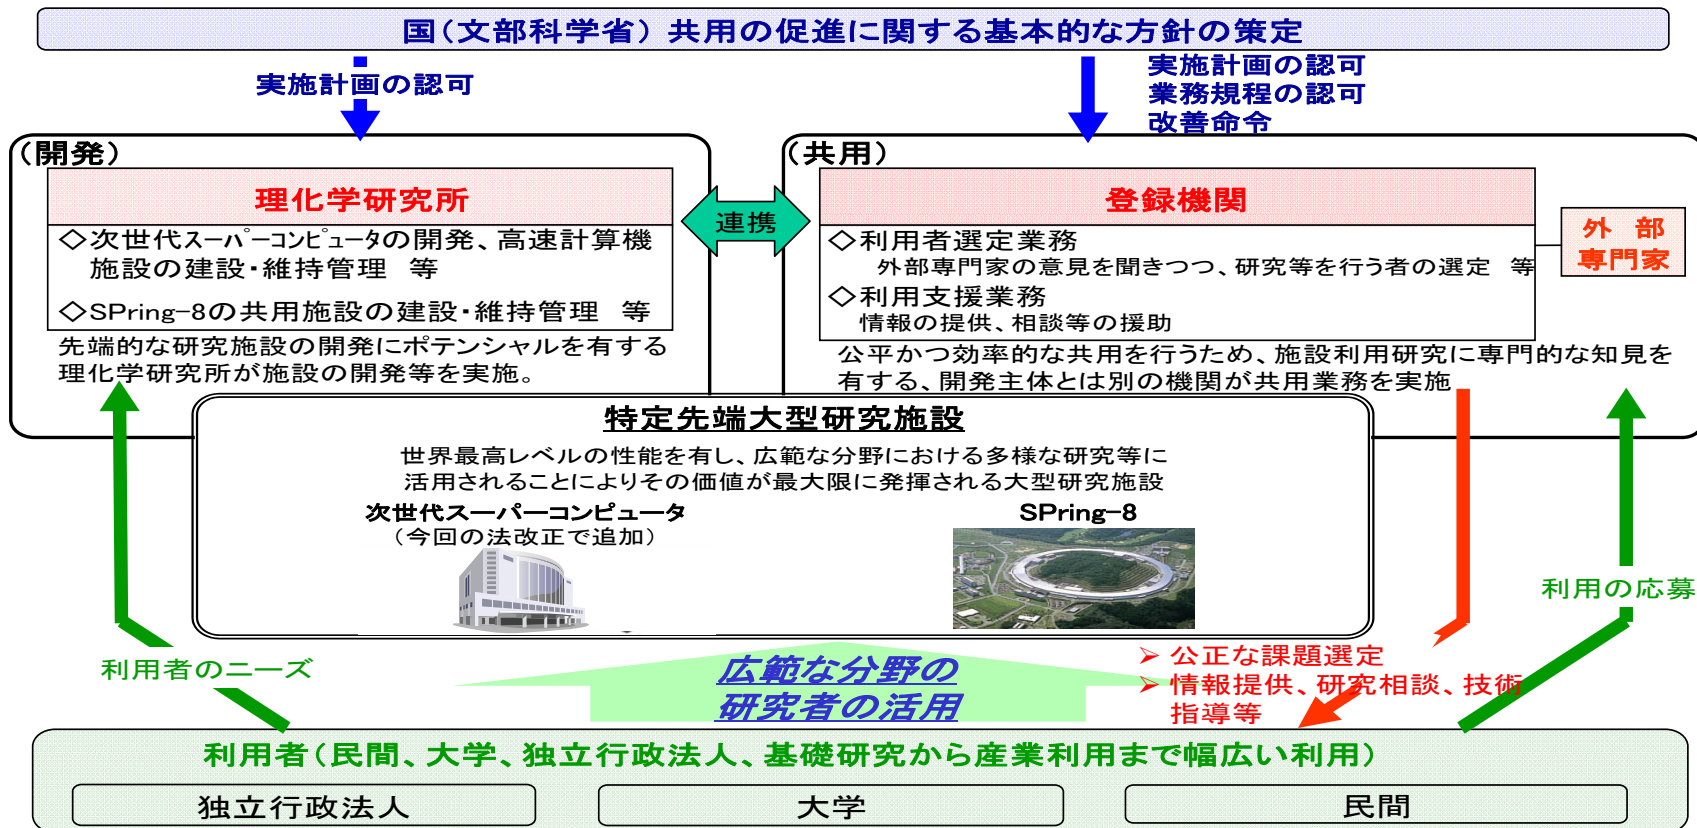 国(文部科学省) 共用の促進に関する基本的な方針の策定
実施計画の認可
実施計画の認可
業務規程の認可
改善命令
(開発)
理化学研究所
◇次世代スーパーコンピュータの開発、高速計算機
施設の建設・維持管理 等
◇SPring-8の共用施設の建設・維持管理 等
先端的な研究施設の開発にポテンシャルを有する
理化学研究所が施設の開発等を実施。
連携
(共用)
登録機関
◇利用者選定業務
外部専門家の意見を聞きつつ、研究等を行う者の選定 等
◇利用支援業務
情報の提供、相談等の援助
公平かつ効率的な共用を行うため、施設利用研究に専門的な知見を
有する、開発主体とは別の機関が共用業務を実施
外 部
専門家
特定先端大型研究施設
世界最高レベルの性能を有し、広範な分野における多様な研究等に
活用されることによりその価値が最大限に発揮される大型研究施設
次世代スーパーコンピュータ
(今回の法改正で追加)
SPring-8
利用者のニーズ
広範な分野の
研究者の活用
➢ 公正な課題選定
➢ 情報提供、研究相談、技術
指導等
利用の応募
利用者(民間、大学、独立行政法人、基礎研究から産業利用まで幅広い利用)
独立行政法人
大学
民間